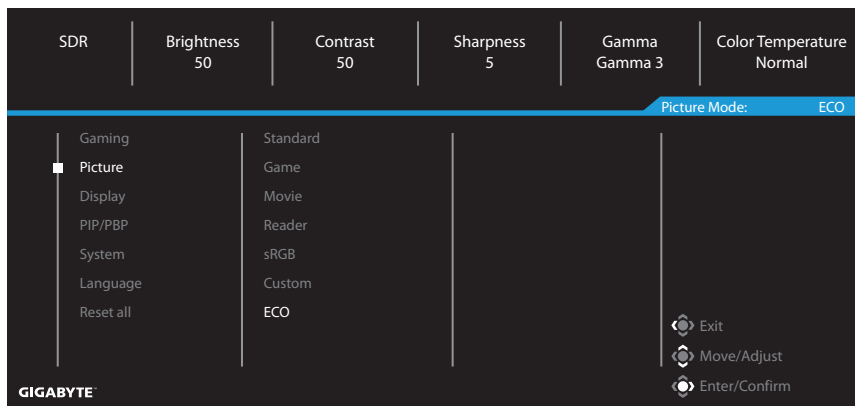 SDR
Brightness
50
Contrast
50
Sharpness
5
Gamma
Gamma 3
Color Temperature
Normal
Picture Mode: ECO
Gaming
Picture
Display
PIP/PBP
System
Language
Reset all
Standard
Game
Movie
Reader
sRGB
Custom
ECO
Exit
Move/Adjust
Enter/Confirm
GIGABYTE™